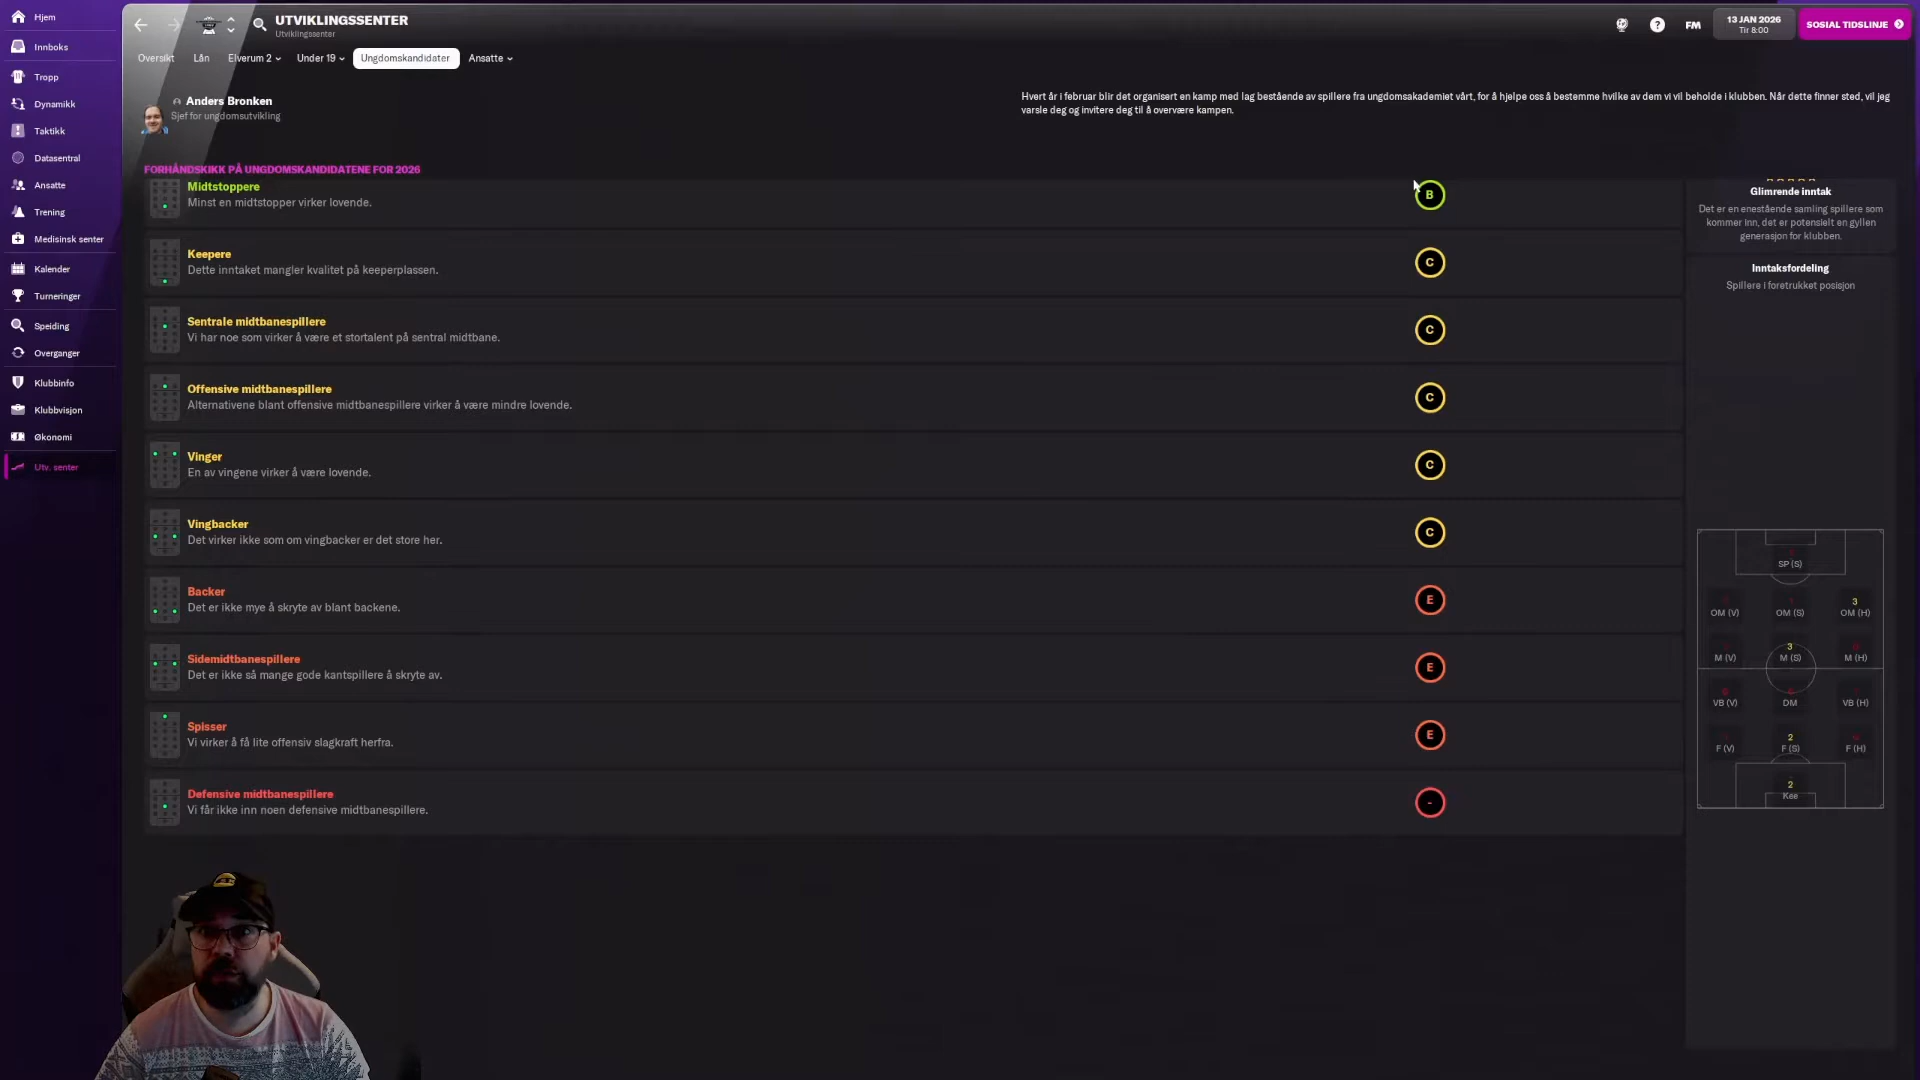 Hjem
Innboks
Tropp
Dynamikk
Taktikk
Datasentral
Ansatte
Trening
Medisinsk senter
Kalender
Turneringer
Speiding
Overganger
Klubbinfo
Klubbvisjon
Økonomi
Utv. senter
UTVIKLINGSSENTER
Utviklingssenter
FM
13 JAN 2026
Tir 8:00
SOSIAL TIDSLINJE
Oversikt
Lån
Elverum 2
Under 19
Ungdomskandidater
Ansatte
Anders Bronken
Sjef for ungdomsutvikling
Hvert år i februar blir det organisert en kamp med lag bestående av spillere fra ungdomsakademiet vårt, for å hjelpe oss å bestemme hvilke av dem vi vil beholde i klubben. Når dette finner sted, vil jeg
varsle deg og invitere deg til å overvære kampen.
FORHÅNDSKIKK PÅ UNGDOMSKANDIDATENE FOR 2026
Midtstoppere
Minst en midtstopper virker lovende.
B
Keepere
Dette inntaket mangler kvalitet på keeperplassen.
C
Sentrale midtbanespillere
Vi har noe som virker å være et stortalent på sentral midtbane.
C
Offensive midtbanespillere
Alternativene blant offensive midtbanespillere virker å være mindre lovende.
C
Vinger
En av vingene virker å være lovende.
C
Vingbacker
Det virker ikke som om vingbacker er det store her.
C
Backer
Det er ikke mye å skryte av blant backene.
E
Sidemidtbanespillere
Det er ikke så mange gode kantspillere å skryte av.
E
Spisser
Vi virker å få lite offensiv slagkraft herfra.
E
Defensive midtbanespillere
Vi får ikke inn noen defensive midtbanespillere.
-
Glimrende inntak
Det er en enestående samling spillere som
kommer inn, det er potensielt en gyllen
generasjon for klubben.
Inntaksfordeling
Spillere i foretrukket posisjon
SP (S)
3
OM (V) OM (S) OM (H)
3
M (V) M (S) M (H)
VB (V) DM VB (H)
2
F (V) F (S) F (H)
2
Kee